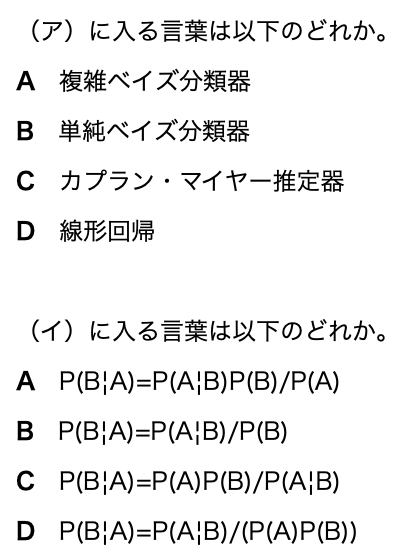 （ア）に入る言葉は以下のどれか。
A 複雑ベイズ分類器
B 単純ベイズ分類器
C カプラン・マイヤー推定器
D 線形回帰
（イ）に入る言葉は以下のどれか。
A P(B¦A)=P(A¦B)P(B)/P(A)
B P(B¦A)=P(A¦B)/P(B)
C P(B¦A)=P(A)P(B)/P(A¦B)
D P(B¦A)=P(A¦B)/(P(A)P(B))